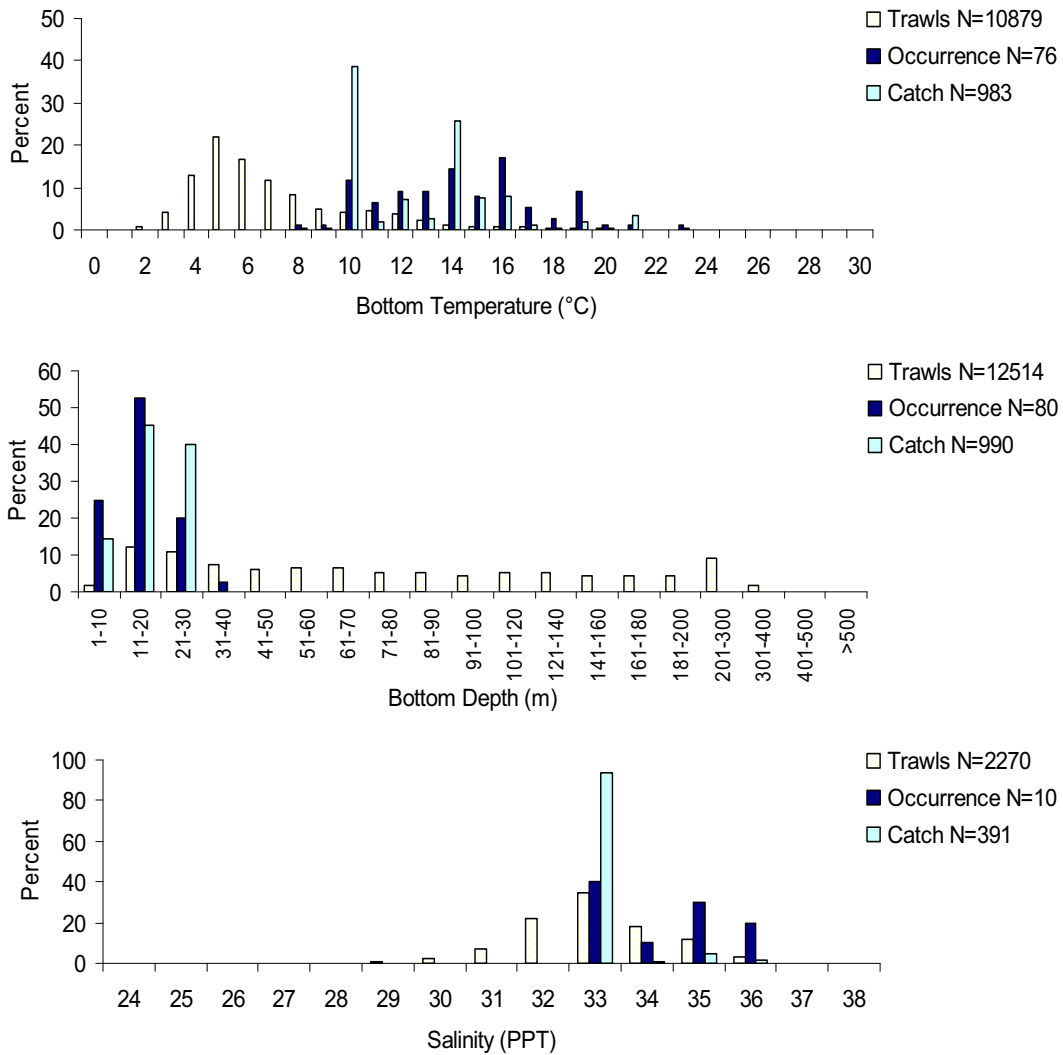 50
40
30
20
10
0
Percent
0 2 4 6 8 10 12 14 16 18 20 22 24 26 28 30
Bottom Temperature (°C)
Trawls N=10879
Occurrence N=76
Catch N=983
60
50
40
30
20
10
0
Percent
1-10 11-20 21-30 31-40 41-50 51-60 61-70 71-80 81-90 91-100 101-120 121-140 141-160 161-180 181-200 201-300 301-400 401-500 >500
Bottom Depth (m)
Trawls N=12514
Occurrence N=80
Catch N=990
100
80
60
40
20
0
Percent
24 25 26 27 28 29 30 31 32 33 34 35 36 37 38
Salinity (PPT)
Trawls N=2270
Occurrence N=10
Catch N=391